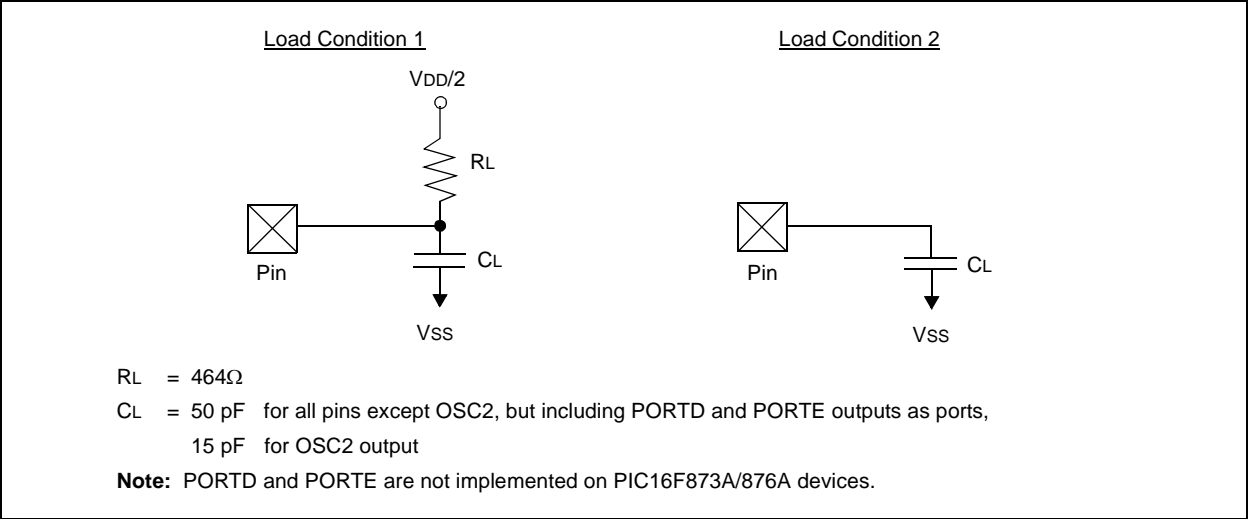 Load Condition 1
Load Condition 2
VDD/2
RL
CL
Pin
VSS
CL
Pin
VSS
RL = 464Ω
CL = 50 pF for all pins except OSC2, but including PORTD and PORTE outputs as ports,
15 pF for OSC2 output
Note: PORTD and PORTE are not implemented on PIC16F873A/876A devices.